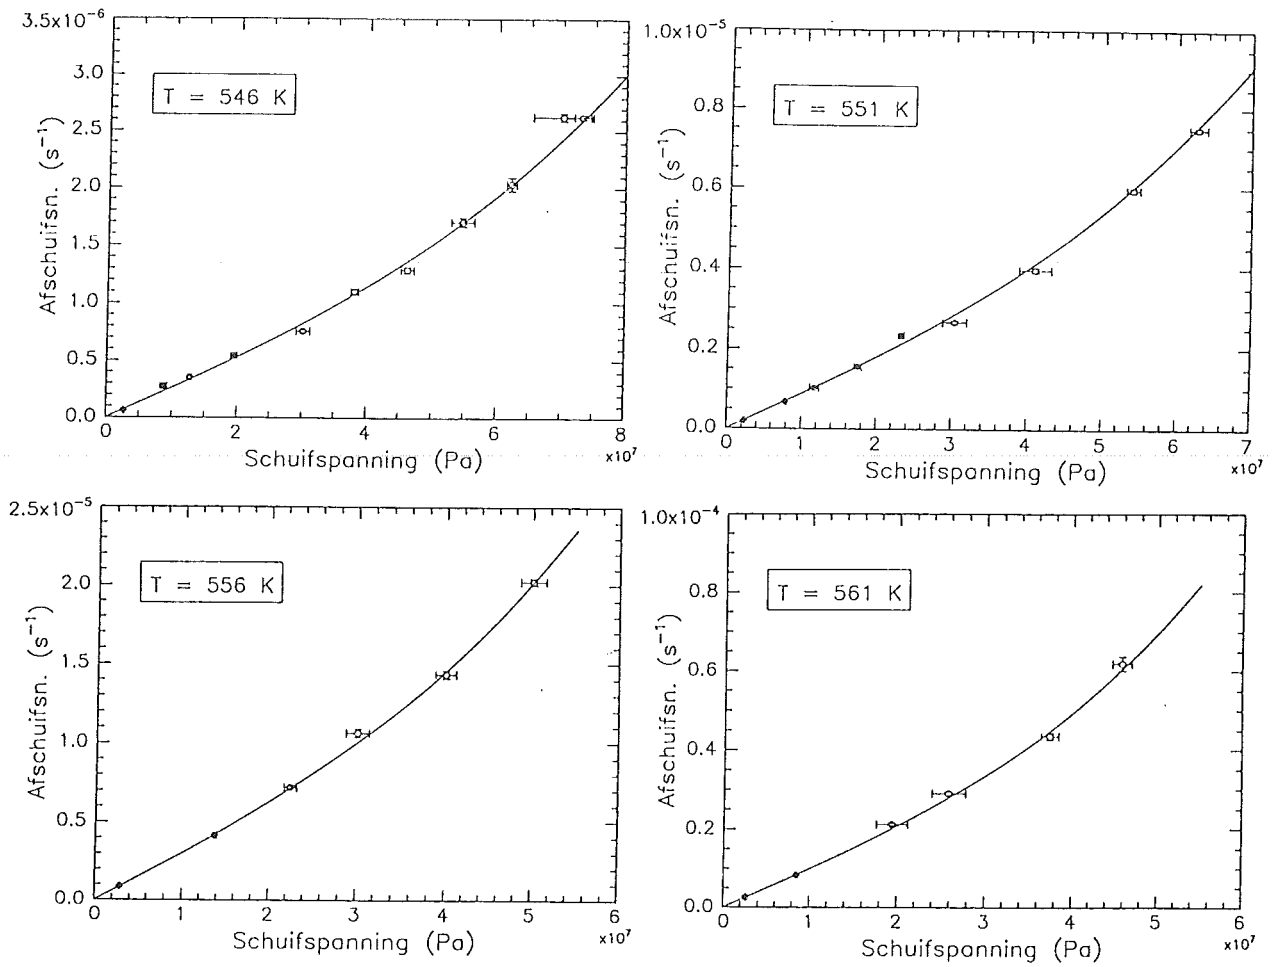 3.5x10⁻⁶
3.0
2.5
2.0
1.5
1.0
0.5
0.0
Afschuifsn. (s⁻¹)
T = 546 K
0 2 4 6 8
Schuifspanning (Pa) x10⁷
1.0x10⁻⁵
0.8
0.6
0.4
0.2
0.0
Afschuifsn. (s⁻¹)
T = 551 K
0 1 2 3 4 5 6 7
Schuifspanning (Pa) x10⁷
2.5x10⁻⁵
2.0
1.5
1.0
0.5
0.0
Afschuifsn. (s⁻¹)
T = 556 K
0 1 2 3 4 5 6
Schuifspanning (Pa) x10⁷
1.0x10⁻⁴
0.8
0.6
0.4
0.2
0.0
Afschuifsn. (s⁻¹)
T = 561 K
0 1 2 3 4 5 6
Schuifspanning (Pa) x10⁷